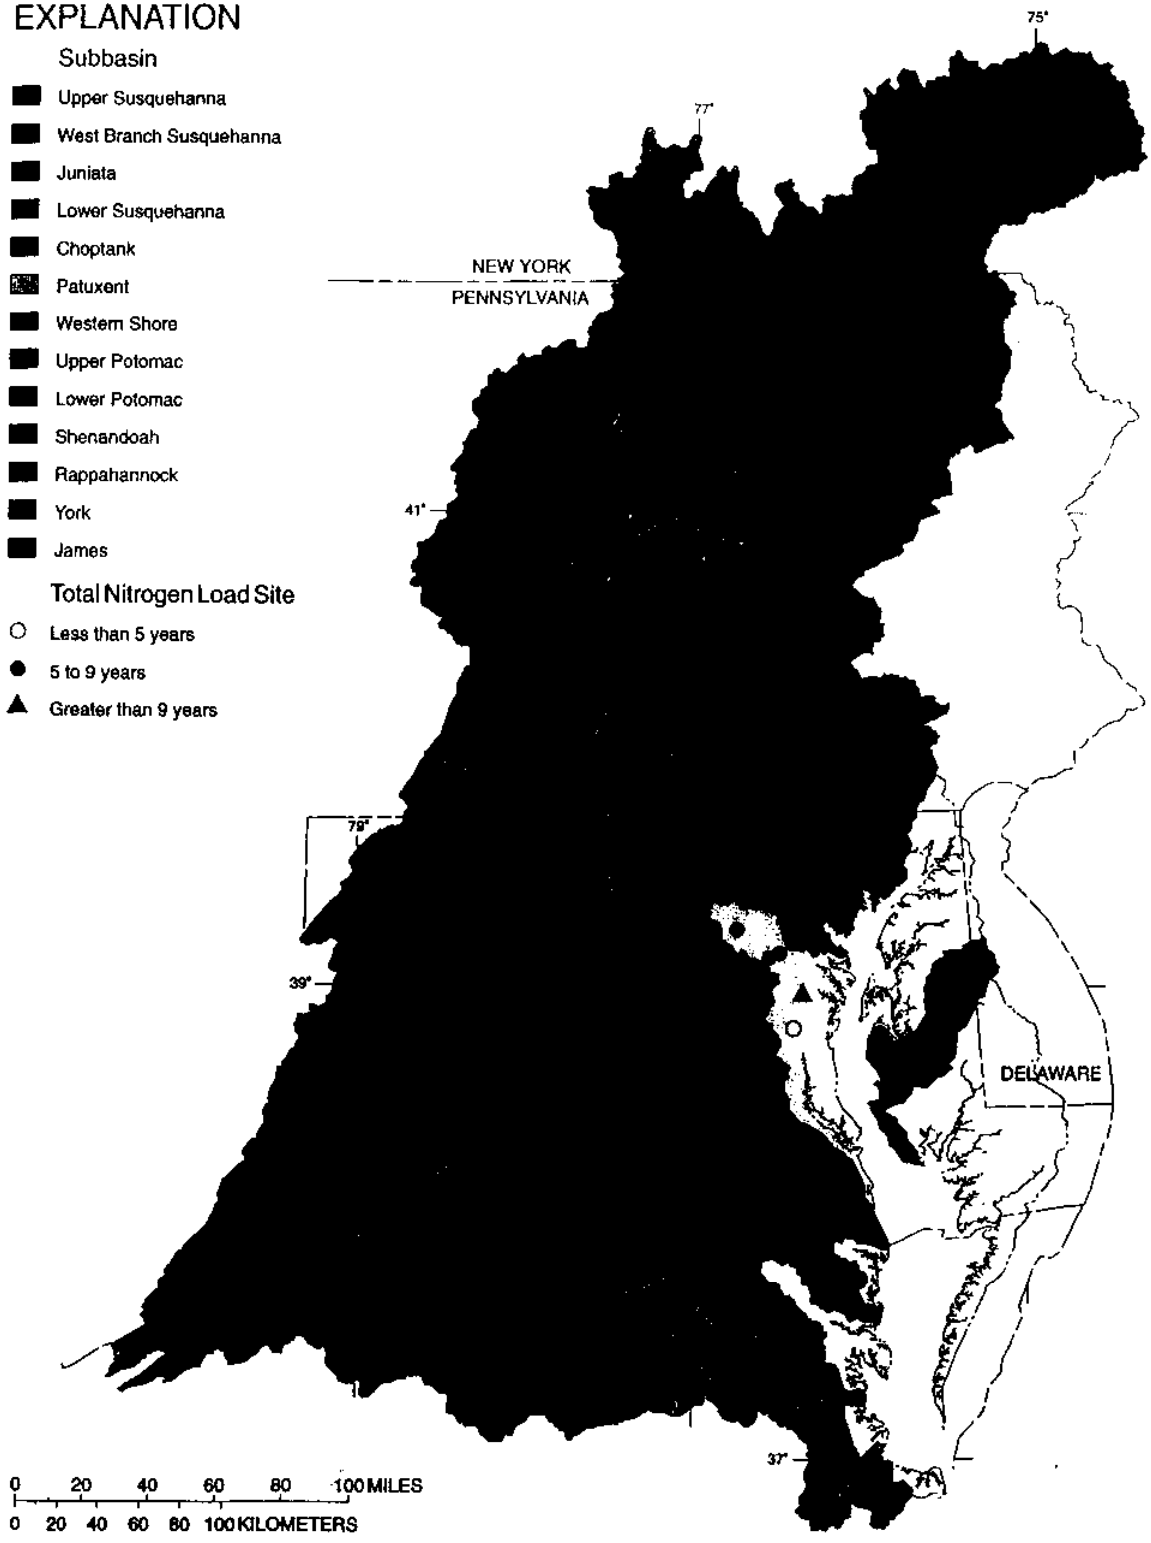 EXPLANATION
Subbasin
Upper Susquehanna
West Branch Susquehanna
Juniata
Lower Susquehanna
Choptank
Patuxent
Western Shore
Upper Potomac
Lower Potomac
Shenandoah
Rappahannock
York
James
Total Nitrogen Load Site
Less than 5 years
5 to 9 years
Greater than 9 years
75°
77°
NEW YORK
PENNSYLVANIA
41°
79°
39°
DELAWARE
37°
0 20 40 60 80 100 MILES
0 20 40 60 80 100 KILOMETERS